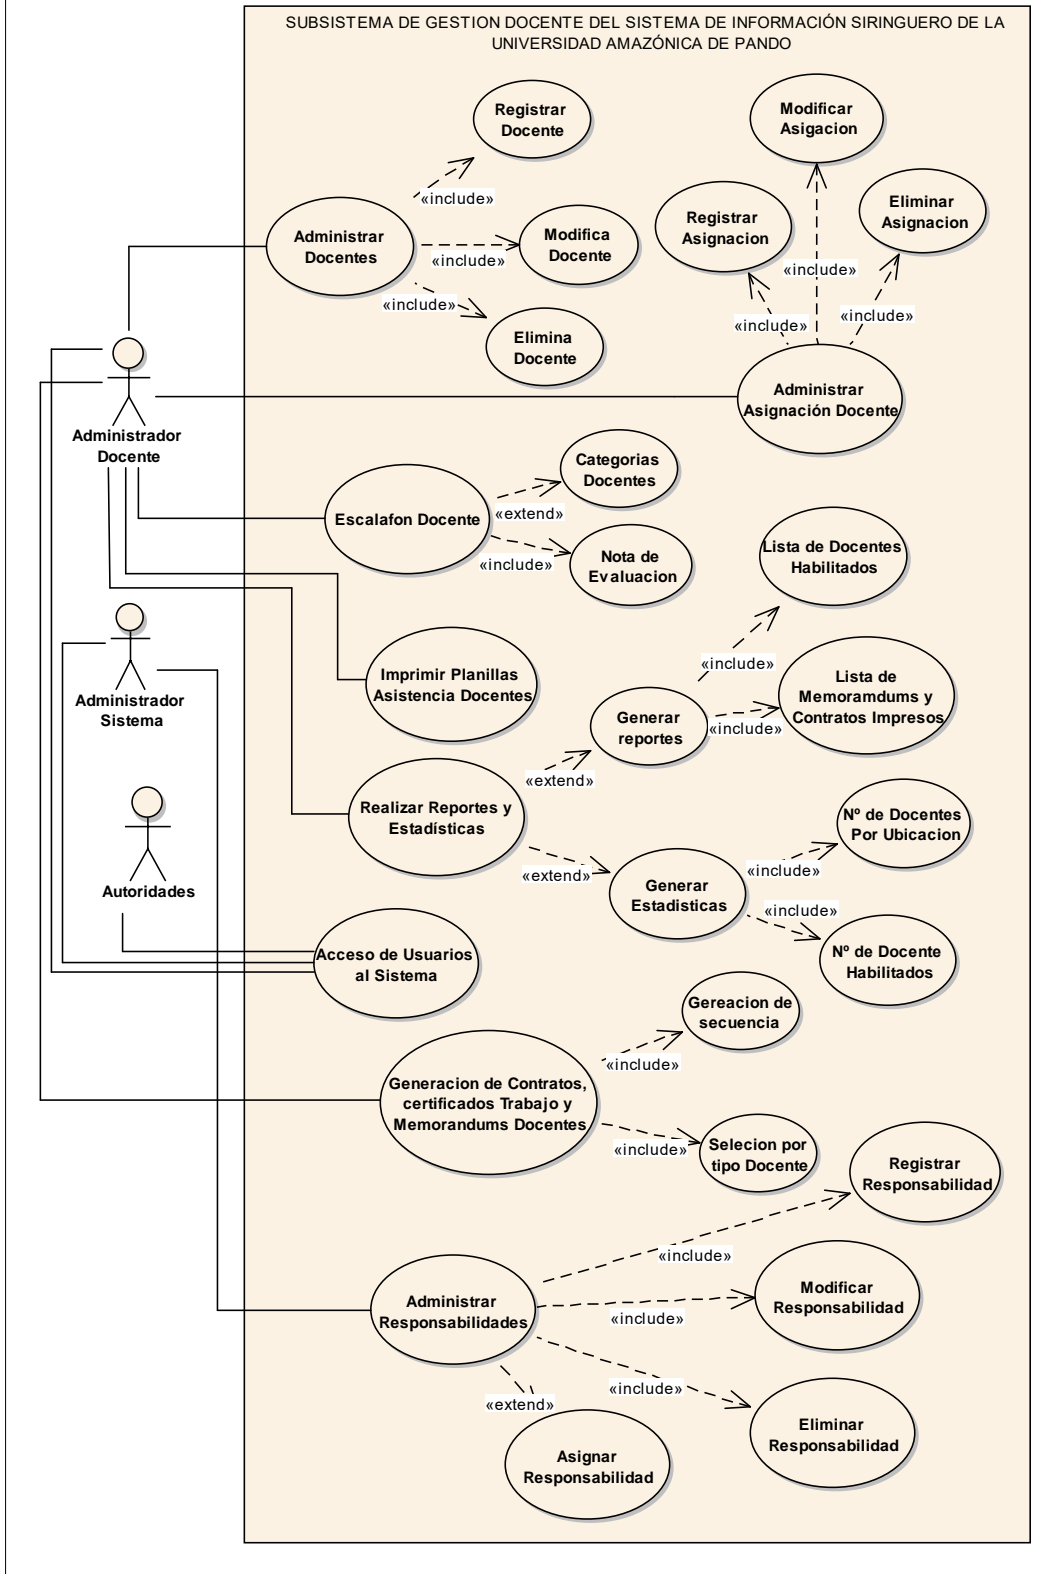 SUBSISTEMA DE GESTION DOCENTE DEL SISTEMA DE INFORMACIÓN SIRINGUERO DE LA
UNIVERSIDAD AMAZÓNICA DE PANDO
Registrar
Docente
Modificar
Asigacion
«include»
Administrar
Docentes
Modifica
Docente
«include»
Registrar
Asignacion
Eliminar
Asignacion
«include»
«include»
«include»
«include»
Elimina
Docente
Administrar
Asignación Docente
Administrador
Docente
Categorias
Docentes
«extend»
Escalafon Docente
«include»
Nota de
Evaluacion
Lista de Docentes
Habilitados
Administrador
Sistema
Imprimir Planillas
Asistencia Docentes
«include»
Generar
reportes
«include»
Lista de
Memoramdums y
Contratos Impresos
«extend»
Realizar Reportes y
Estadísticas
Nº de Docentes
Por Ubicacion
«extend»
«include»
Generar
Estadisticas
«include»
Autoridades
Nº de Docente
Habilitados
Acceso de Usuarios
al Sistema
Gereacion de
secuencia
«include»
Generacion de Contratos,
certificados Trabajo y
Memorandums Docentes
«include»
Selecion por
tipo Docente
Registrar
Responsabilidad
«include»
Administrar
Responsabilidades
Modificar
Responsabilidad
«include»
«include»
«extend»
Eliminar
Responsabilidad
Asignar
Responsabilidad